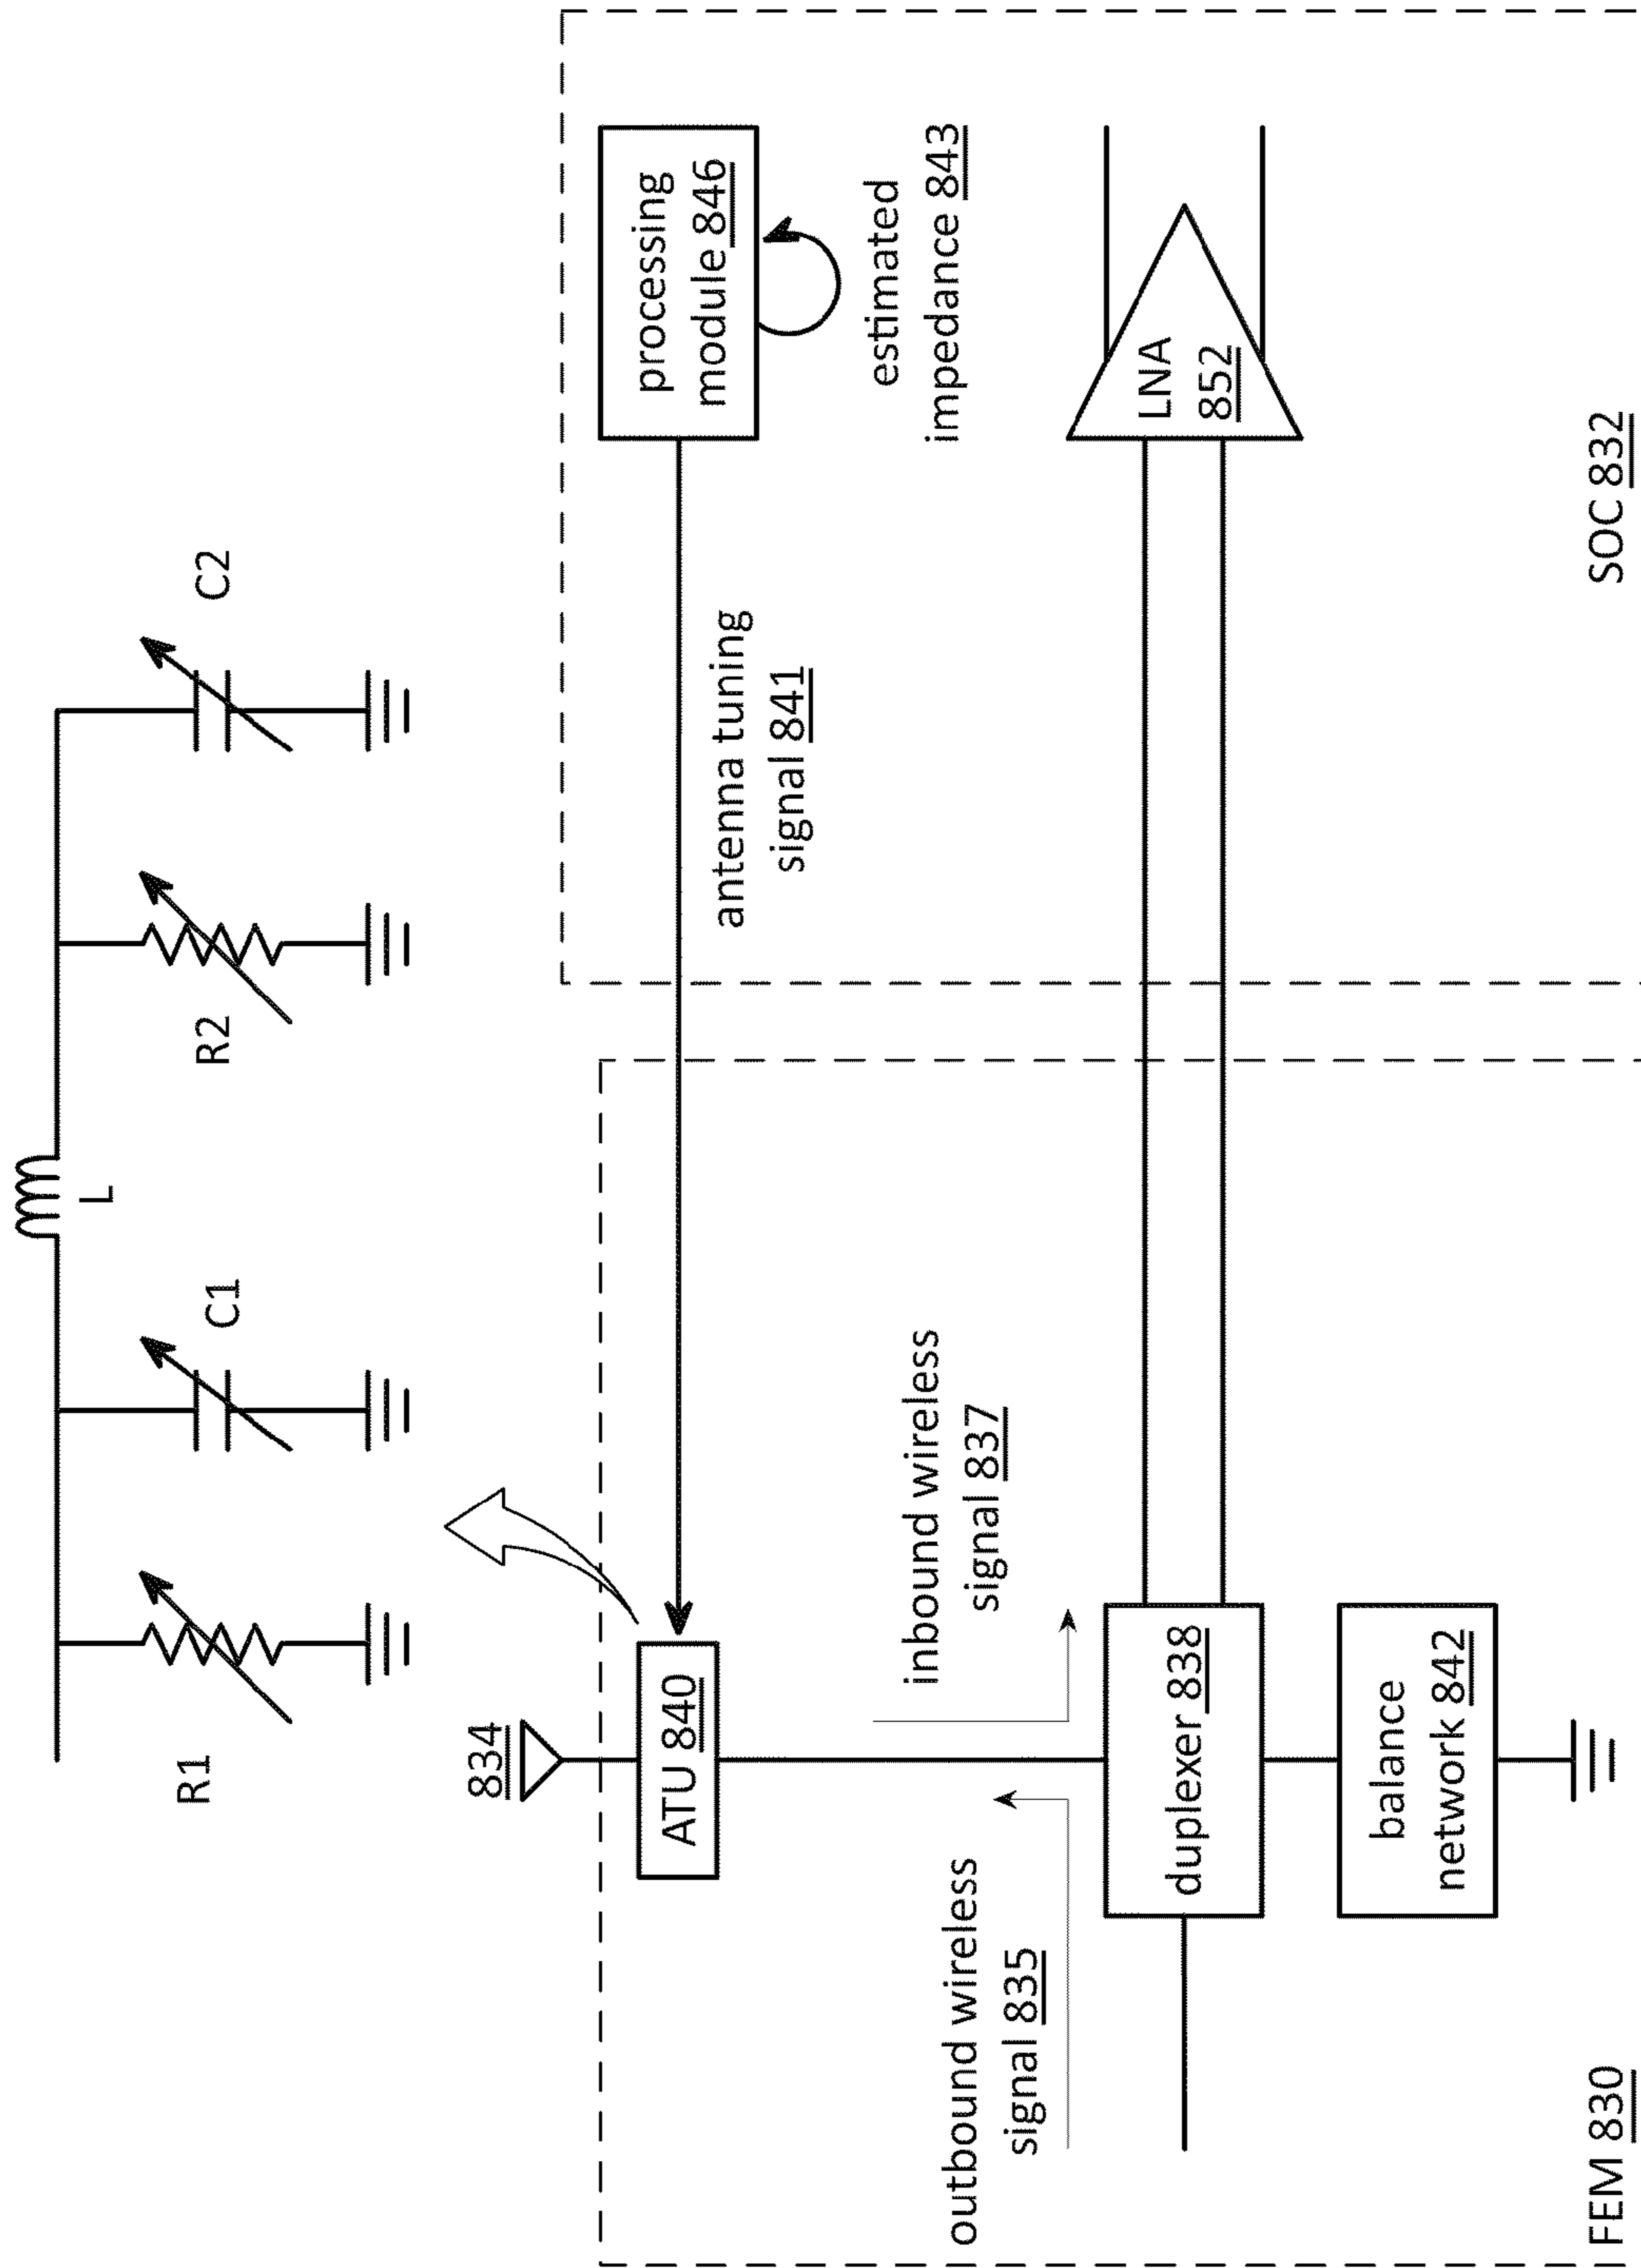 L
R1
C1
R2
C2
834
ATU 840
antenna tuning
signal 841
processing
module 846
estimated
impedance 843
outbound wireless
signal 835
inbound wireless
signal 837
duplexer 838
LNA
852
balance
network 842
FEM 830
SOC 832